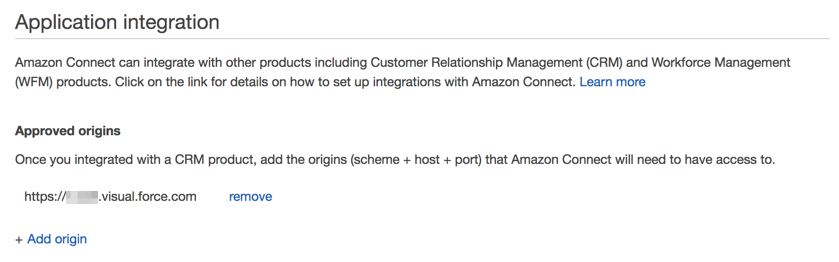 Application integration
Amazon Connect can integrate with other products including Customer Relationship Management (CRM) and Workforce Management
(WFM) products. Click on the link for details on how to set up integrations with Amazon Connect. Learn more
Approved origins
Once you integrated with a CRM product, add the origins (scheme + host + port) that Amazon Connect will need to have access to.
https:// .visual.force.com remove
+ Add origin